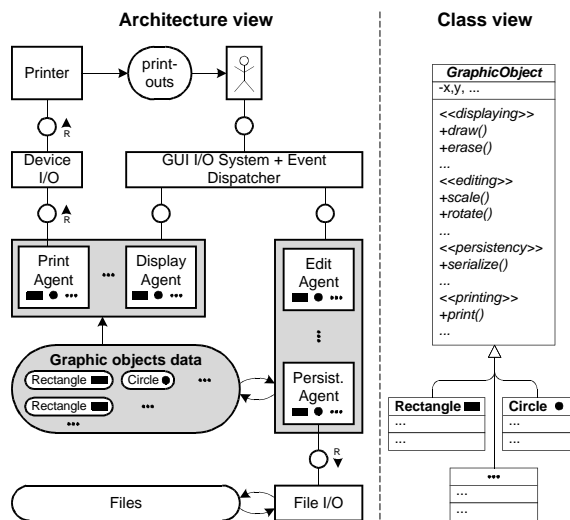 Architecture view
Class view
Printer
print-
outs
R
Device
I/O
GUI I/O System + Event
Dispatcher
R
Print
Agent
...
...
Display
Agent
...
Edit
Agent
...
...
Graphic objects data
Rectangle
Circle
...
Rectangle
...
...
Persist.
Agent
...
R
Files
File I/O
GraphicObject
-x,y, ...
<<displaying>>
+draw()
+erase()
...
<<editing>>
+scale()
+rotate()
...
<<persistency>>
+serialize()
...
<<printing>>
+print()
...
Rectangle
...
...
Circle
...
...
...
...
...